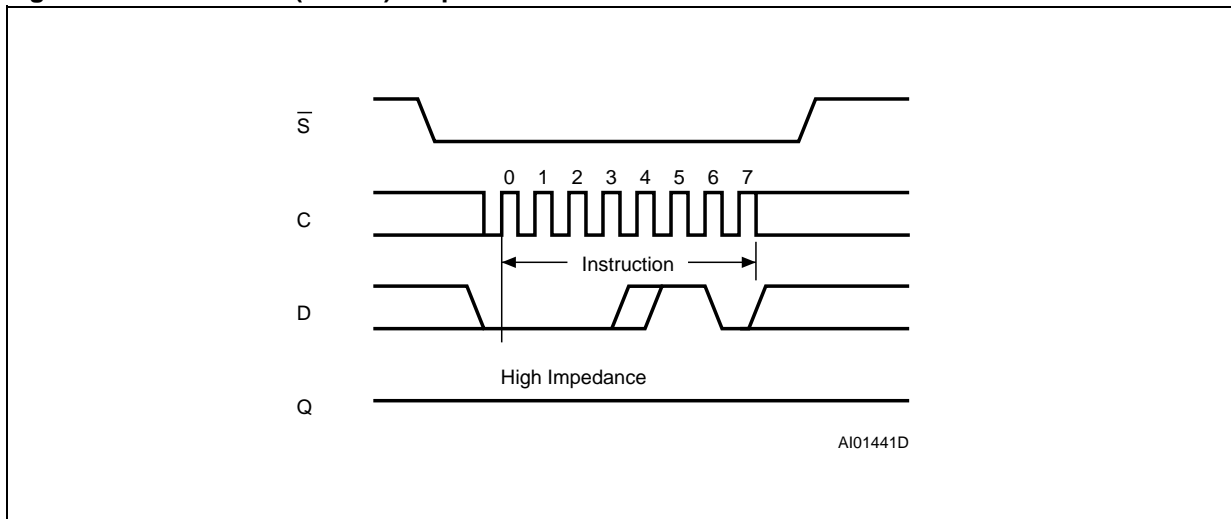 S̅
0 1 2 3 4 5 6 7
C
Instruction
D
High Impedance
Q
AI01441D